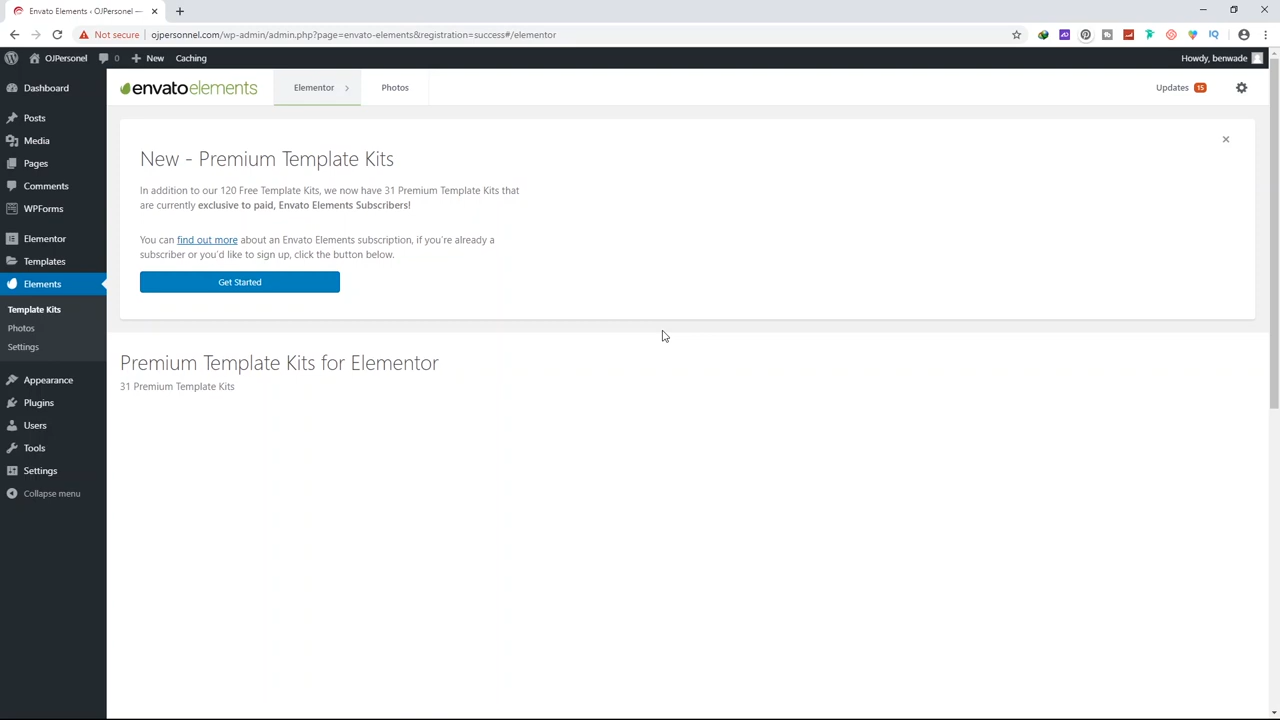 Envato Elements ‹ OJPersonel —
Not secure
ojpersonnel.com/wp-admin/admin.php?page=envato-elements&registration=success#/elementor
OJPersonel
0
New
Caching
Howdy, benwade
Dashboard
Posts
Media
Pages
Comments
WPForms
Elementor
Templates
Elements
Template Kits
Photos
Settings
Appearance
Plugins
Users
Tools
Settings
Collapse menu
envatoelements
Elementor
Photos
Updates 15
New - Premium Template Kits
In addition to our 120 Free Template Kits, we now have 31 Premium Template Kits that
are currently exclusive to paid, Envato Elements Subscribers!
You can find out more about an Envato Elements subscription, if you're already a
subscriber or you'd like to sign up, click the button below.
Get Started
Premium Template Kits for Elementor
31 Premium Template Kits